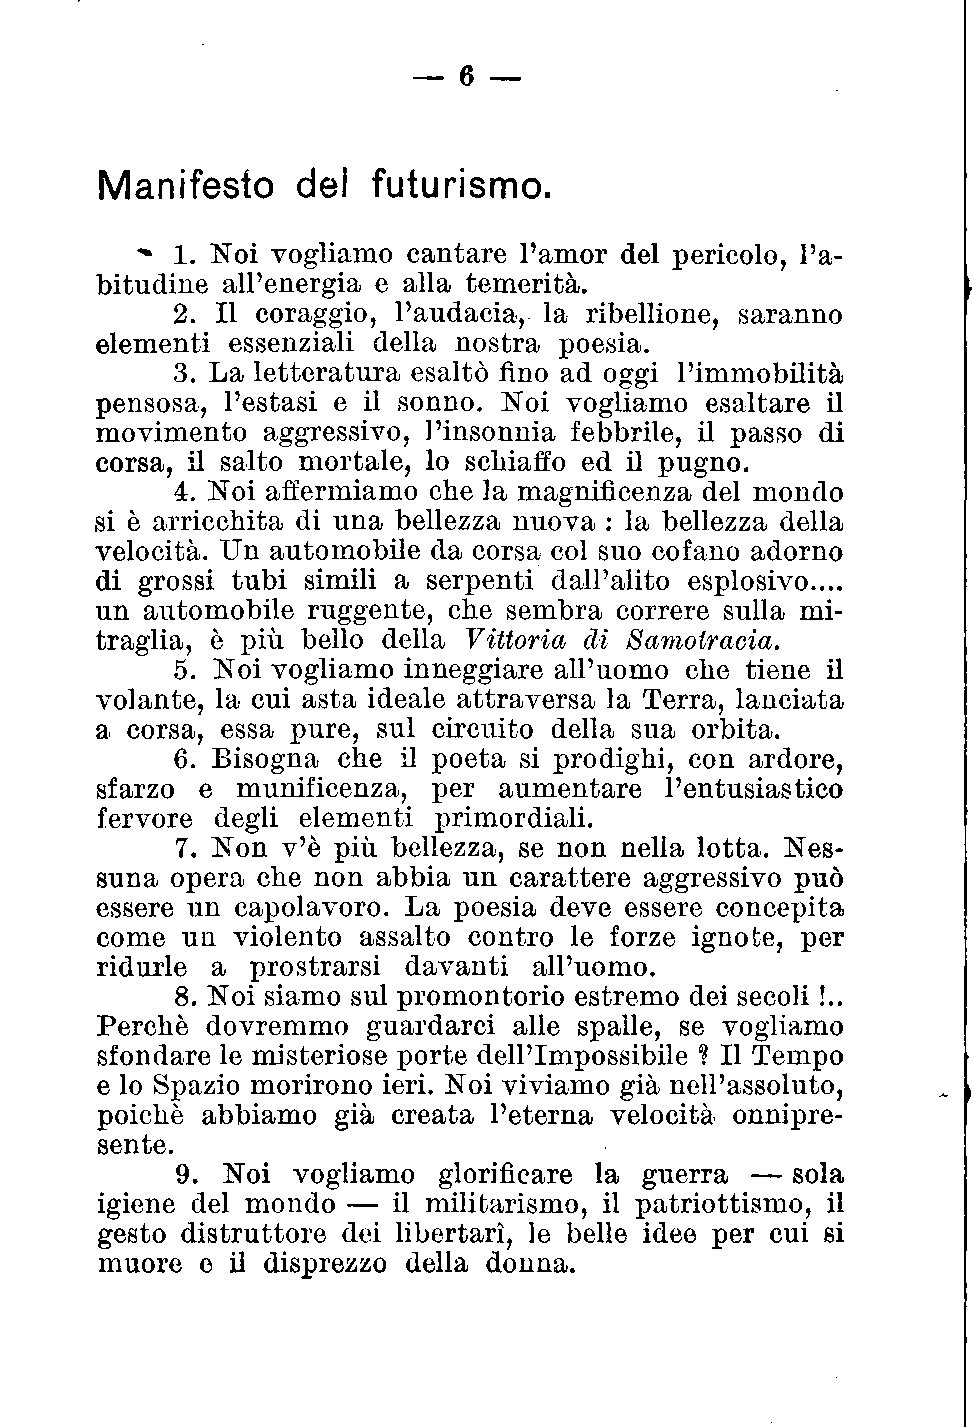 — 6 —
Manifesto del futurismo.
1. Noi vogliamo cantare l'amor del pericolo, l'a-
bitudine all'energia e alla temerità.
2. Il coraggio, l'audacia, la ribellione, saranno
elementi essenziali della nostra poesia.
3. La letteratura esaltò fino ad oggi l'immobilità
pensosa, l'estasi e il sonno. Noi vogliamo esaltare il
movimento aggressivo, l'insonnia febbrile, il passo di
corsa, il salto mortale, lo schiaffo ed il pugno.
4. Noi affermiamo che la magnificenza del mondo
si è arricchita di una bellezza nuova : la bellezza della
velocità. Un automobile da corsa col suo cofano adorno
di grossi tubi simili a serpenti dall'alito esplosivo....
un automobile ruggente, che sembra correre sulla mi-
traglia, è più bello della Vittoria di Samotracia.
5. Noi vogliamo inneggiare all'uomo che tiene il
volante, la cui asta ideale attraversa la Terra, lanciata
a corsa, essa pure, sul circuito della sua orbita.
6. Bisogna che il poeta si prodighi, con ardore,
sfarzo e munificenza, per aumentare l'entusiastico
fervore degli elementi primordiali.
7. Non v'è più bellezza, se non nella lotta. Nes-
suna opera che non abbia un carattere aggressivo può
essere un capolavoro. La poesia deve essere concepita
come un violento assalto contro le forze ignote, per
ridurle a prostrarsi davanti all'uomo.
8. Noi siamo sul promontorio estremo dei secoli !..
Perchè dovremmo guardarci alle spalle, se vogliamo
sfondare le misteriose porte dell'Impossibile ? Il Tempo
e lo Spazio morirono ieri. Noi viviamo già nell'assoluto,
poichè abbiamo già creata l'eterna velocità onnipre-
sente.
9. Noi vogliamo glorificare la guerra — sola
igiene del mondo — il militarismo, il patriottismo, il
gesto distruttore dei libertarî, le belle idee per cui si
muore e il disprezzo della donna.